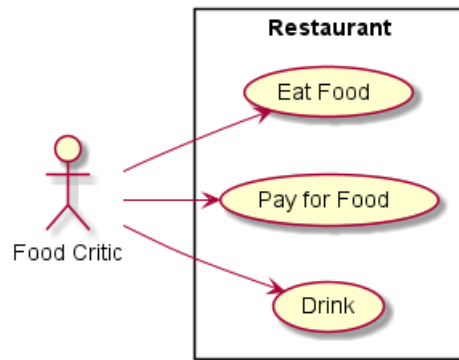 Restaurant
Eat Food
Pay for Food
Food Critic
Drink